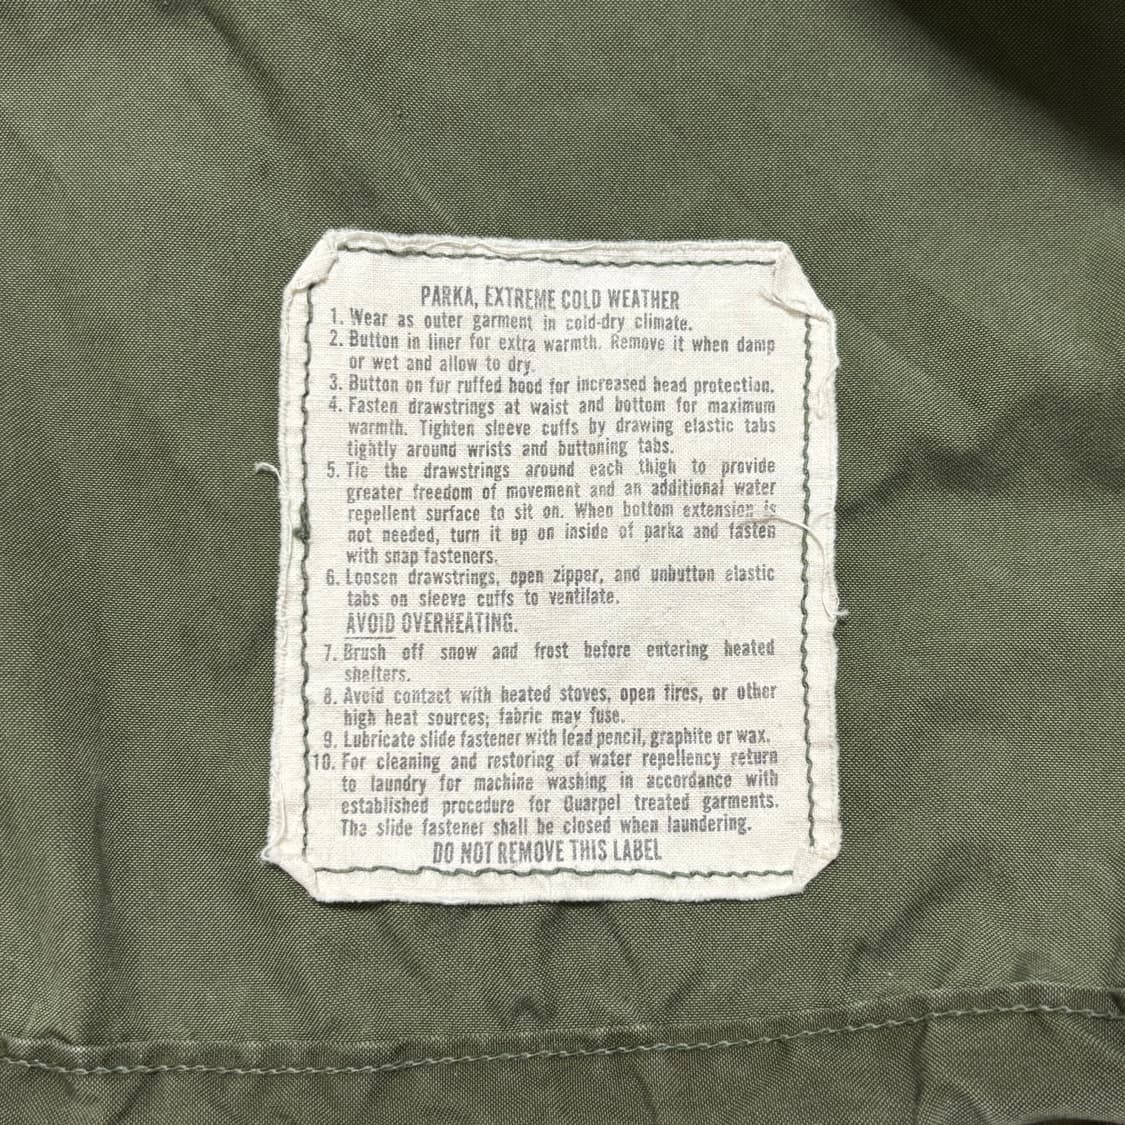 PARKA, EXTREME COLD WEATHER
1. Wear as outer garment in cold-dry climate.
2. Button in liner for extra warmth. Remove it when damp
or wet and allow to dry.
3. Button on fur ruffed hood for increased head protection.
4. Fasten drawstrings at waist and bottom for maximum
warmth. Tighten sleeve cuffs by drawing elastic tabs
tightly around wrists and buttoning tabs.
5. Tie the drawstrings around each thigh to provide
greater freedom of movement and an additional water
repellent surface to sit on. When bottom extension is
not needed, turn it up on inside of parka and fasten
with snap fasteners.
6. Loosen drawstrings, open zipper, and unbutton elastic
tabs on sleeve cuffs to ventilate.
AVOID OVERHEATING.
7. Brush off snow and frost before entering heated
shelters.
8. Avoid contact with heated stoves, open fires, or other
high heat sources; fabric may fuse.
9. Lubricate slide fastener with lead pencil, graphite or wax.
10. For cleaning and restoring of water repellency return
to laundry for machine washing in accordance with
established procedure for Quarpel treated garments.
The slide fastener shall be closed when laundering.
DO NOT REMOVE THIS LABEL